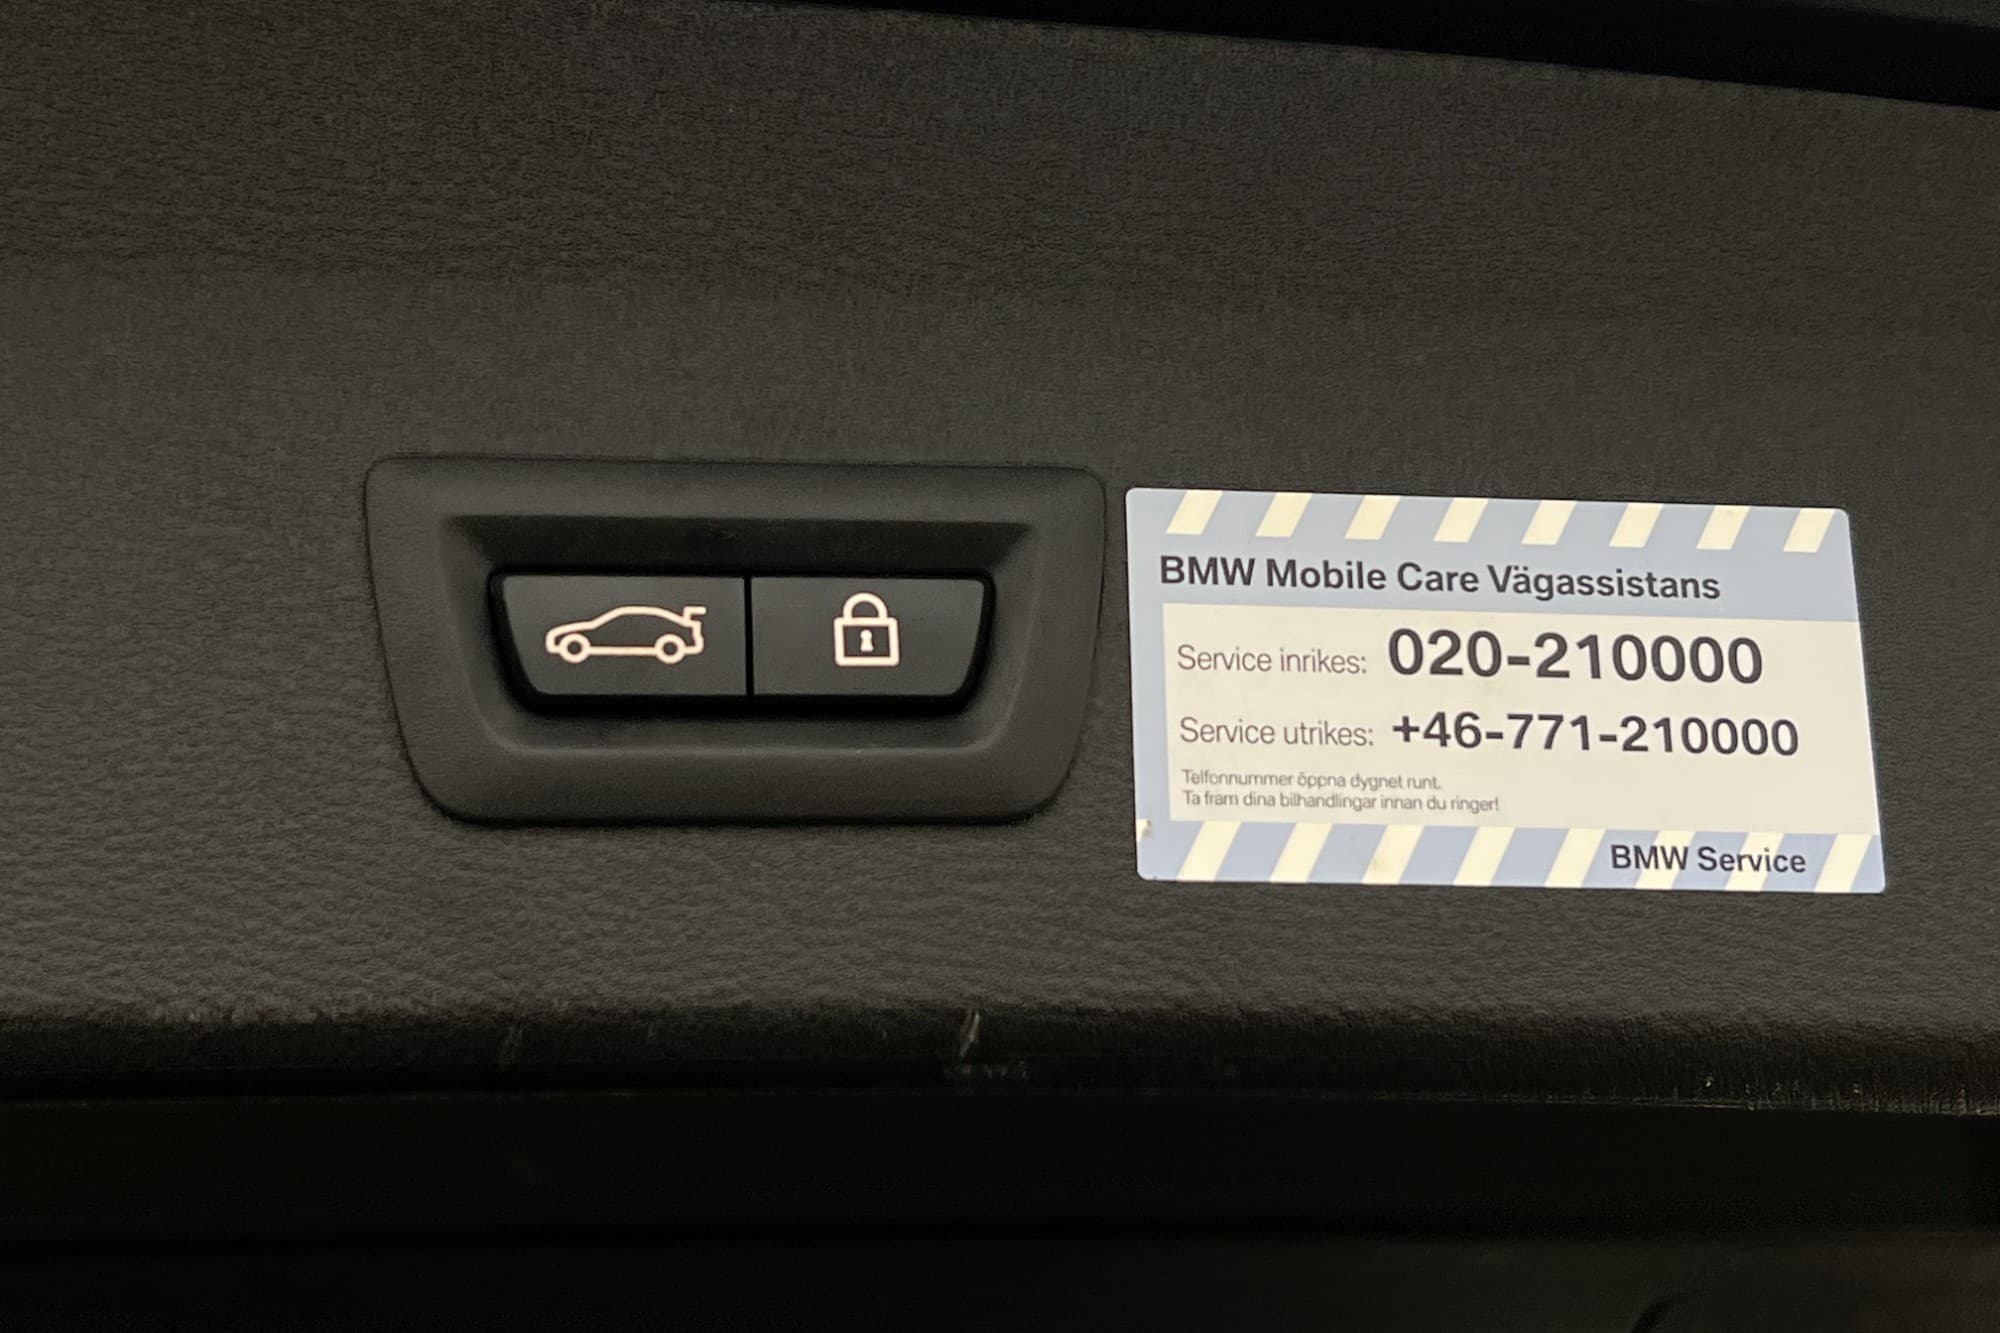 BMW Mobile Care Vägassistans
Service inrikes: 020-210000
Service utrikes: +46-771-210000
Telfonnummer öppna dygnet runt.
Ta fram dina bilhandlingar innan du ringer!
BMW Service